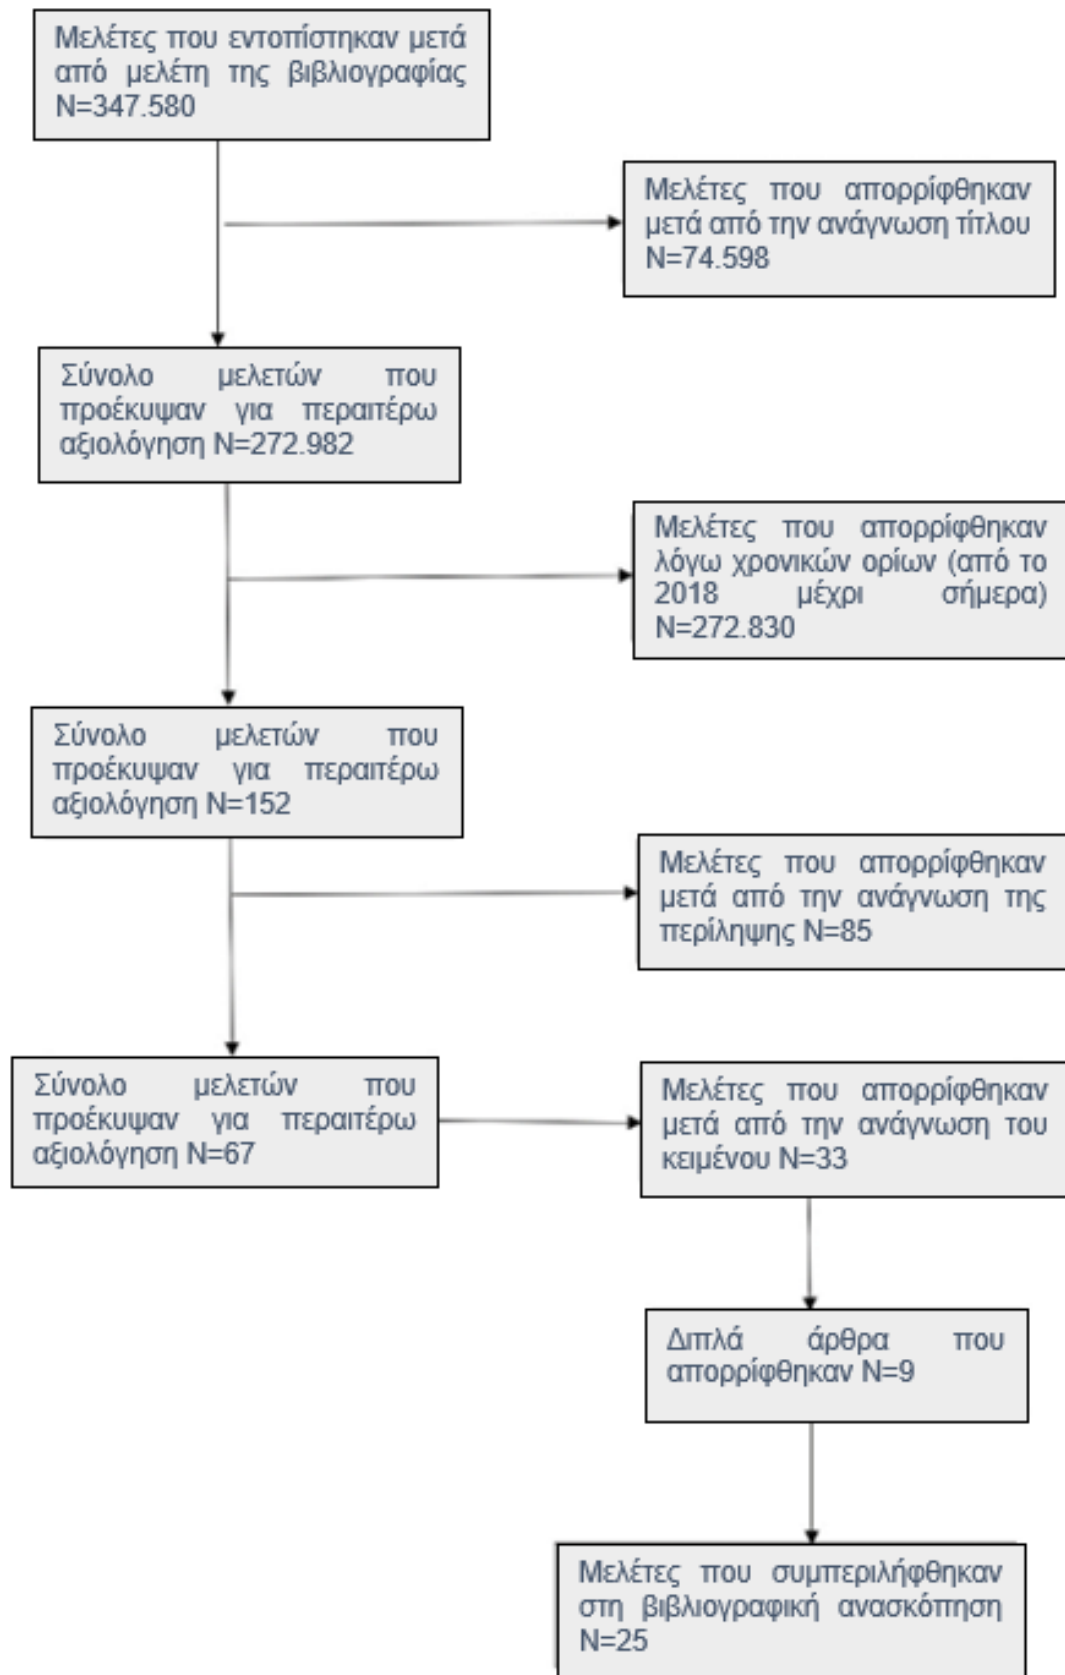 Μελέτες που εντοπίστηκαν μετά
από μελέτη της βιβλιογραφίας
N=347.580
Μελέτες που απορρίφθηκαν
μετά από την ανάγνωση τίτλου
N=74.598
Σύνολο μελετών που
προέκυψαν για περαιτέρω
αξιολόγηση N=272.982
Μελέτες που απορρίφθηκαν
λόγω χρονικών ορίων (από το
2018 μέχρι σήμερα)
N=272.830
Σύνολο μελετών που
προέκυψαν για περαιτέρω
αξιολόγηση N=152
Μελέτες που απορρίφθηκαν
μετά από την ανάγνωση της
περίληψης N=85
Σύνολο μελετών που
προέκυψαν για περαιτέρω
αξιολόγηση N=67
Μελέτες που απορρίφθηκαν
μετά από την ανάγνωση του
κειμένου N=33
Διπλά άρθρα που
απορρίφθηκαν N=9
Μελέτες που συμπεριλήφθηκαν
στη βιβλιογραφική ανασκόπηση
N=25